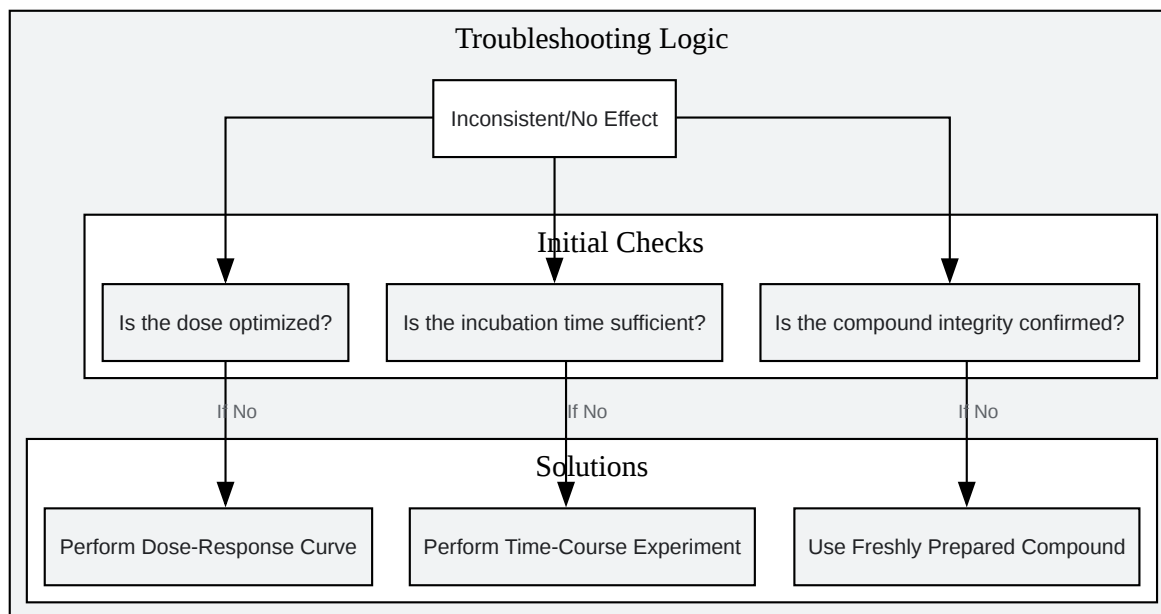 Troubleshooting Logic
Inconsistent/No Effect
Initial Checks
Is the dose optimized?
Is the incubation time sufficient?
Is the compound integrity confirmed?
If No
If No
If No
Solutions
Perform Dose-Response Curve
Perform Time-Course Experiment
Use Freshly Prepared Compound